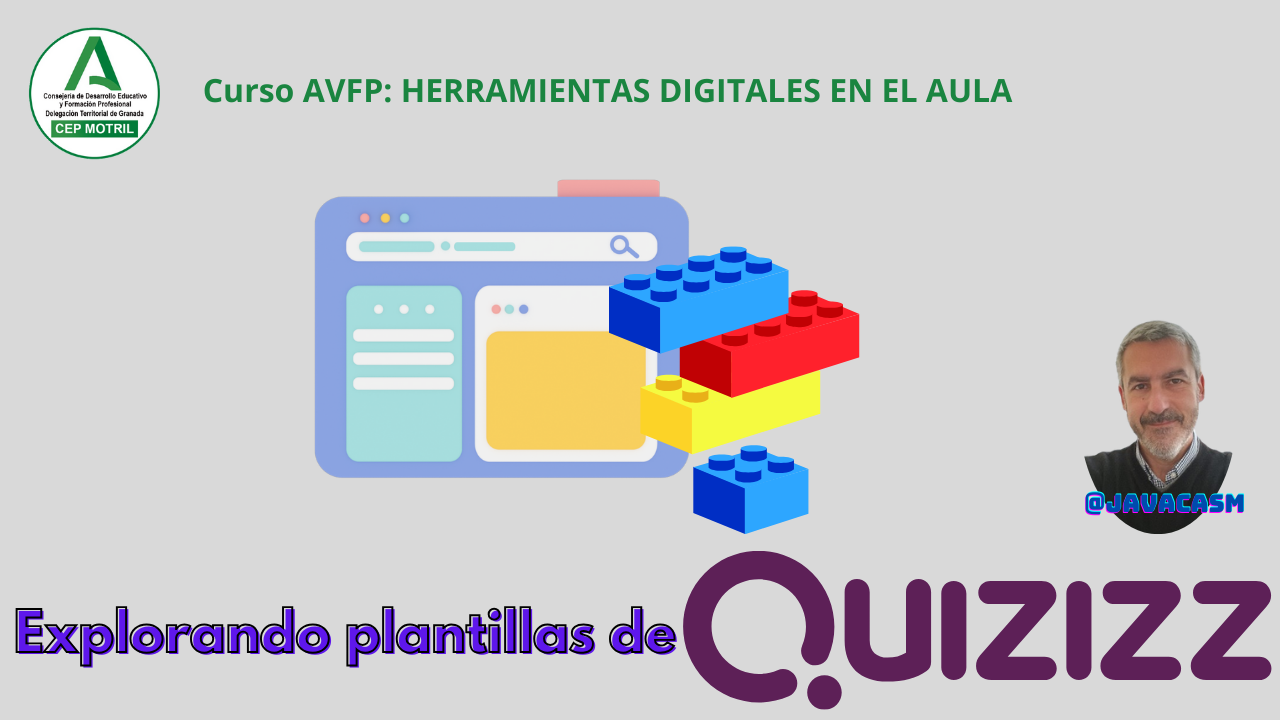 Consejería de Desarrollo Educativo
y Formación Profesional
Delegación Territorial de Granada
CEP MOTRIL
Curso AVFP: HERRAMIENTAS DIGITALES EN EL AULA
@JAVACASM
Explorando plantillas de QUIZIZZ